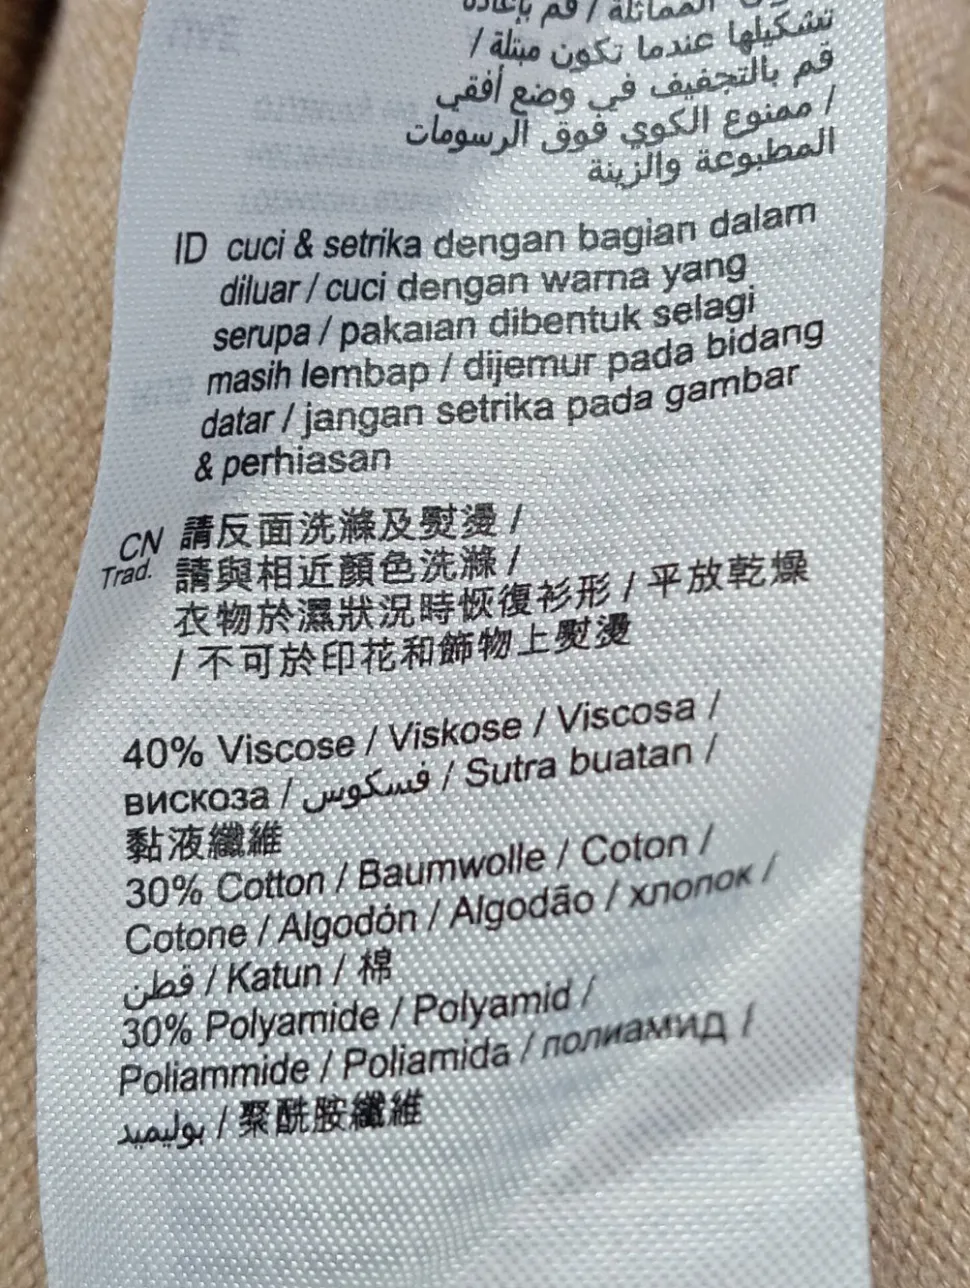 المماثلة / قم بإعادة
تشكيلها عندما تكون مبتلة /
قم بالتجفيف في وضع أفقي
/ ممنوع الكوي فوق الرسومات
المطبوعة والزينة
ID cuci & setrika dengan bagian dalam
diluar / cuci dengan warna yang
serupa / pakaian dibentuk selagi
masih lembap / dijemur pada bidang
datar / jangan setrika pada gambar
& perhiasan
CN Trad. 請反面洗滌及熨燙 /
請與相近顏色洗滌 /
衣物於濕狀況時恢復衫形 / 平放乾燥
/ 不可於印花和飾物上熨燙
40% Viscose / Viskose / Viscosa /
вискоза / فسكوس / Sutra buatan /
黏液纖維
30% Cotton / Baumwolle / Coton /
Cotone / Algodón / Algodão / хлопок /
قطن / Katun / 棉
30% Polyamide / Polyamid /
Poliammide / Poliamida / полиамид /
بوليميد / 聚酰胺纖維